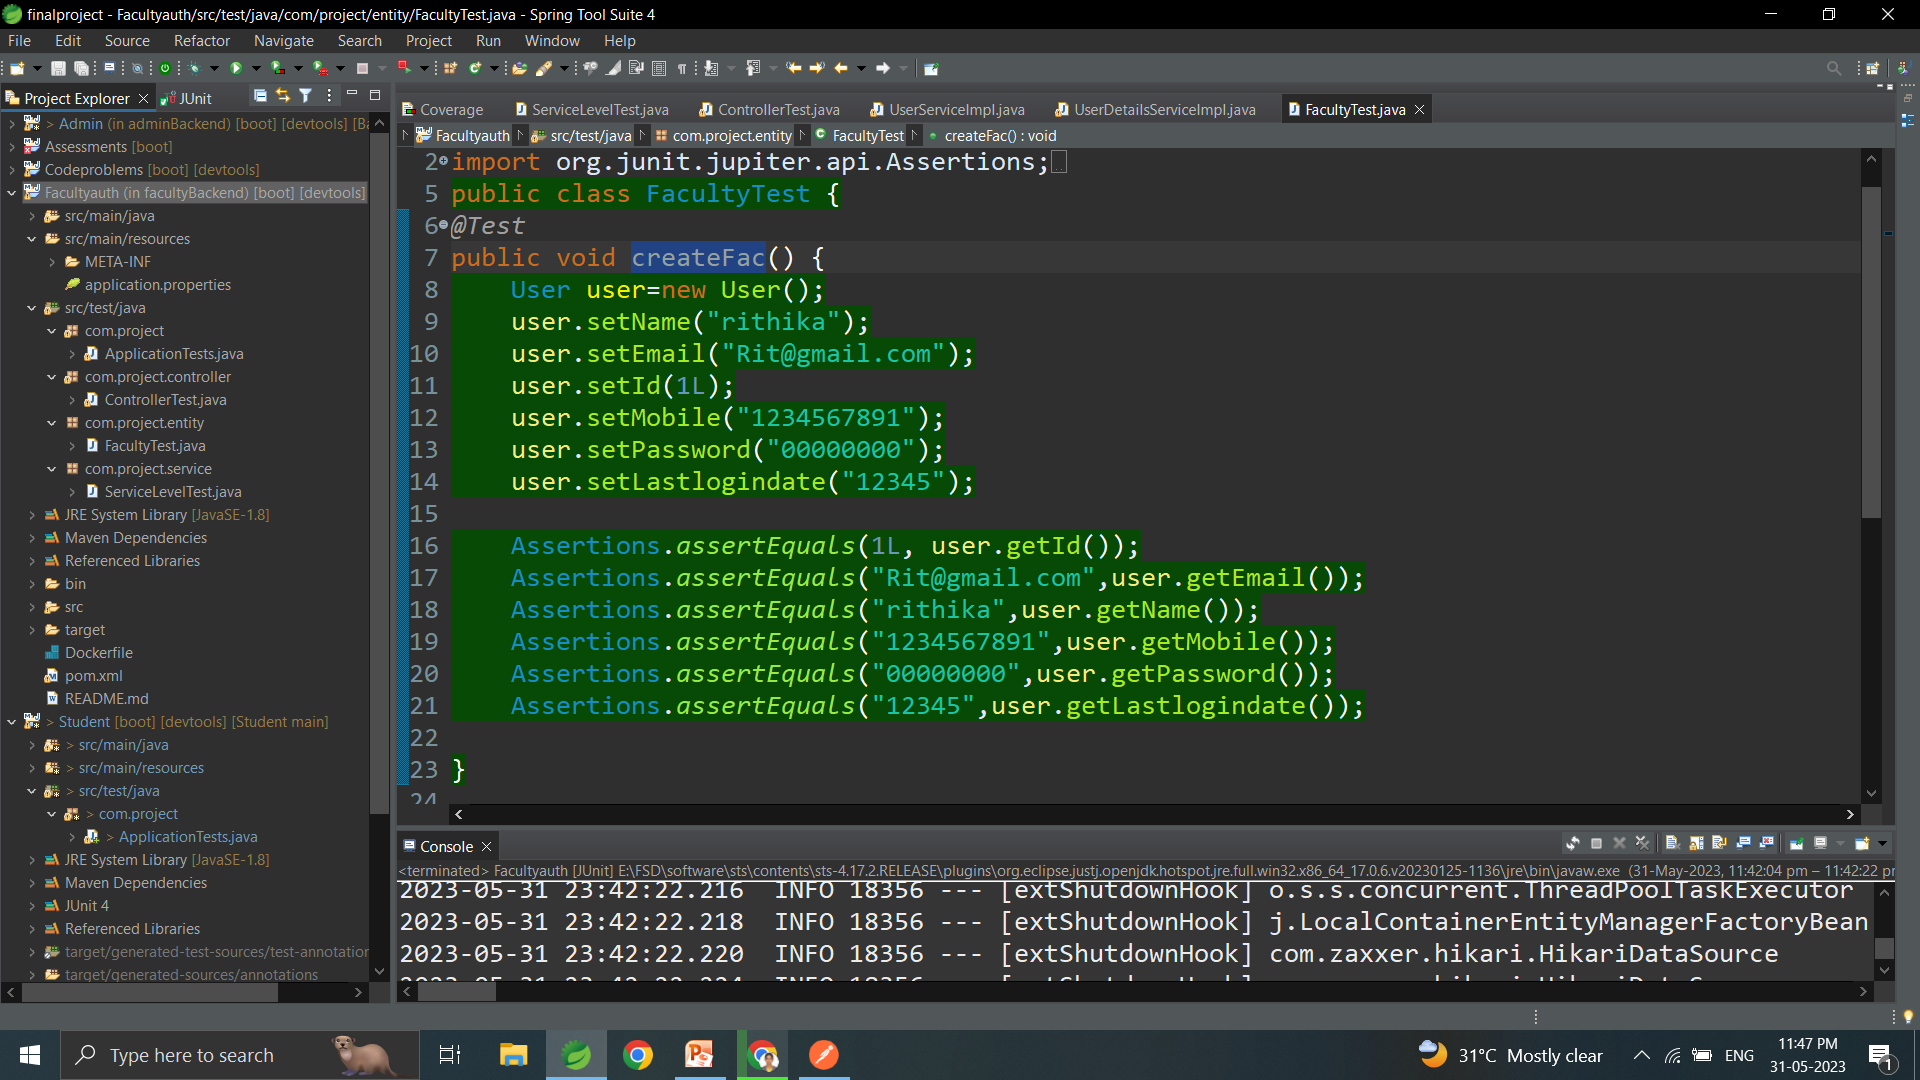 finalproject - Facultyauth/src/test/java/com/project/entity/FacultyTest.java - Spring Tool Suite 4
File Edit Source Refactor Navigate Search Project Run Window Help
Project Explorer JUnit
> Admin (in adminBackend) [boot] [devtools] [Ba
Assessments [boot]
Codeproblems [boot] [devtools]
Facultyauth (in facultyBackend) [boot] [devtools]
src/main/java
src/main/resources
META-INF
application.properties
src/test/java
com.project
ApplicationTests.java
com.project.controller
ControllerTest.java
com.project.entity
FacultyTest.java
com.project.service
ServiceLevelTest.java
JRE System Library [JavaSE-1.8]
Maven Dependencies
Referenced Libraries
bin
src
target
Dockerfile
pom.xml
README.md
> Student [boot] [devtools] [Student main]
> src/main/java
> src/main/resources
> src/test/java
> com.project
> ApplicationTests.java
JRE System Library [JavaSE-1.8]
Maven Dependencies
JUnit 4
Referenced Libraries
target/generated-test-sources/test-annotation
target/generated-sources/annotations
Coverage ServiceLevelTest.java ControllerTest.java UserServiceImpl.java UserDetailsServiceImpl.java FacultyTest.java
Facultyauth src/test/java com.project.entity FacultyTest createFac() : void
2 import org.junit.jupiter.api.Assertions;
5 public class FacultyTest {
6 @Test
7 public void createFac() {
8 User user=new User();
9 user.setName("rithika");
10 user.setEmail("Rit@gmail.com");
11 user.setId(1L);
12 user.setMobile("1234567891");
13 user.setPassword("00000000");
14 user.setLastlogindate("12345");
15
16 Assertions.assertEquals(1L, user.getId());
17 Assertions.assertEquals("Rit@gmail.com",user.getEmail());
18 Assertions.assertEquals("rithika",user.getName());
19 Assertions.assertEquals("1234567891",user.getMobile());
20 Assertions.assertEquals("00000000",user.getPassword());
21 Assertions.assertEquals("12345",user.getLastlogindate());
22
23 }
24
Console
<terminated> Facultyauth [JUnit] E:\FSD\software\sts\contents\sts-4.17.2.RELEASE\plugins\org.eclipse.justj.openjdk.hotspot.jre.full.win32.x86_64_17.0.6.v20230125-1136\jre\bin\javaw.exe (31-May-2023, 11:42:04 pm – 11:42:22 pr
2023-05-31 23:42:22.216 INFO 18356 --- [extShutdownHook] o.s.s.concurrent.ThreadPoolTaskExecutor
2023-05-31 23:42:22.218 INFO 18356 --- [extShutdownHook] j.LocalContainerEntityManagerFactoryBean
2023-05-31 23:42:22.220 INFO 18356 --- [extShutdownHook] com.zaxxer.hikari.HikariDataSource
Type here to search
31°C Mostly clear
ENG
11:47 PM
31-05-2023
1